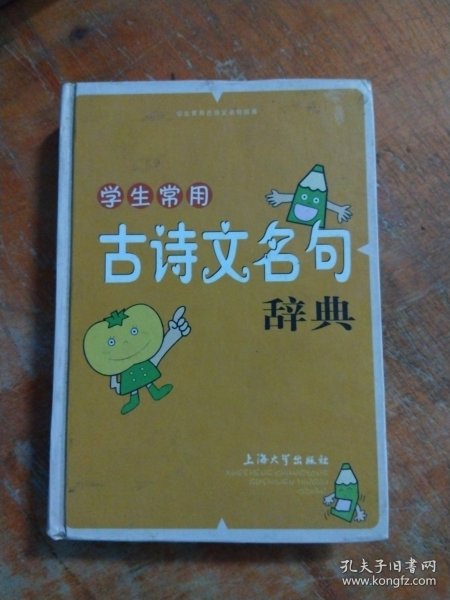 学生常用
古诗文名句
辞典
上海大学出版社
孔夫子旧书网
www.kongfz.com